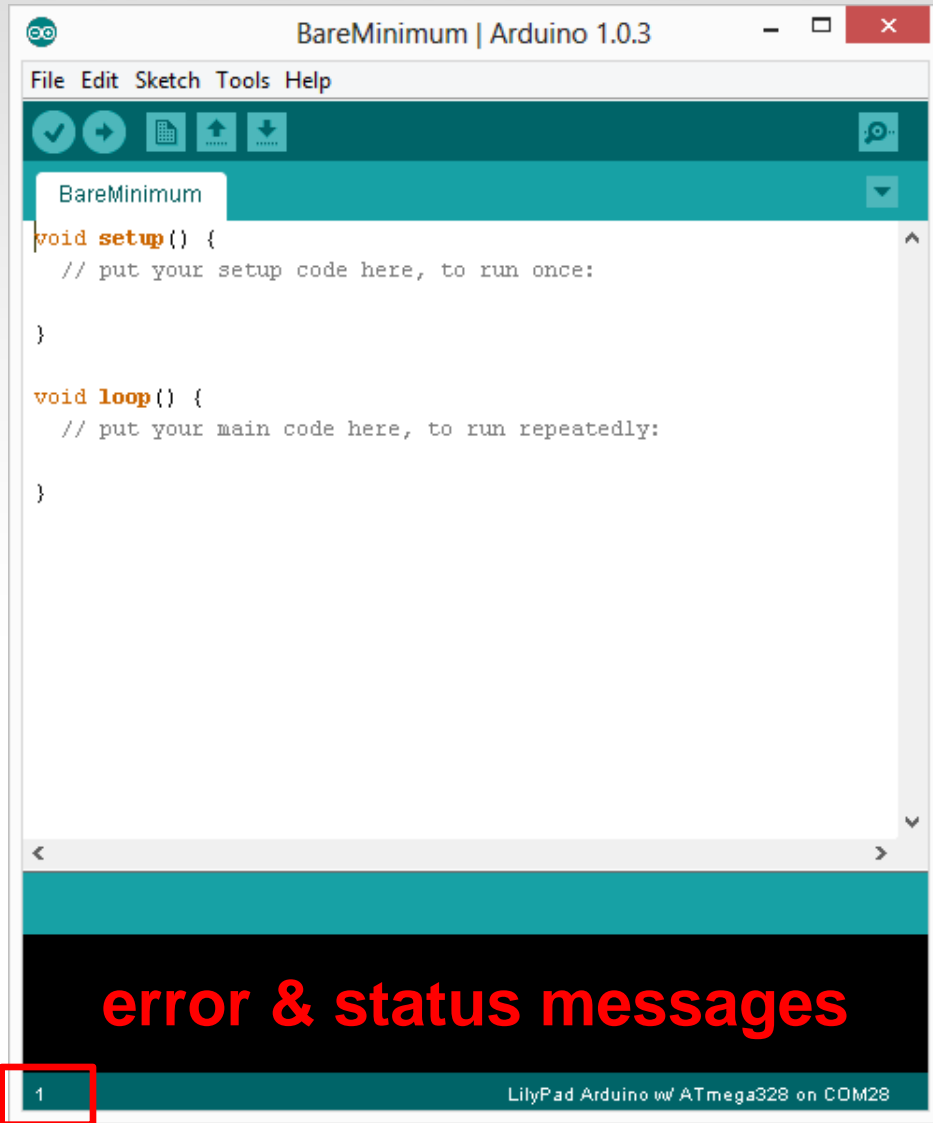 BareMinimum | Arduino 1.0.3
File Edit Sketch Tools Help
BareMinimum
void setup() {
// put your setup code here, to run once:
}
void loop() {
// put your main code here, to run repeatedly:
}
error & status messages
1
LilyPad Arduino w/ ATmega328 on COM28